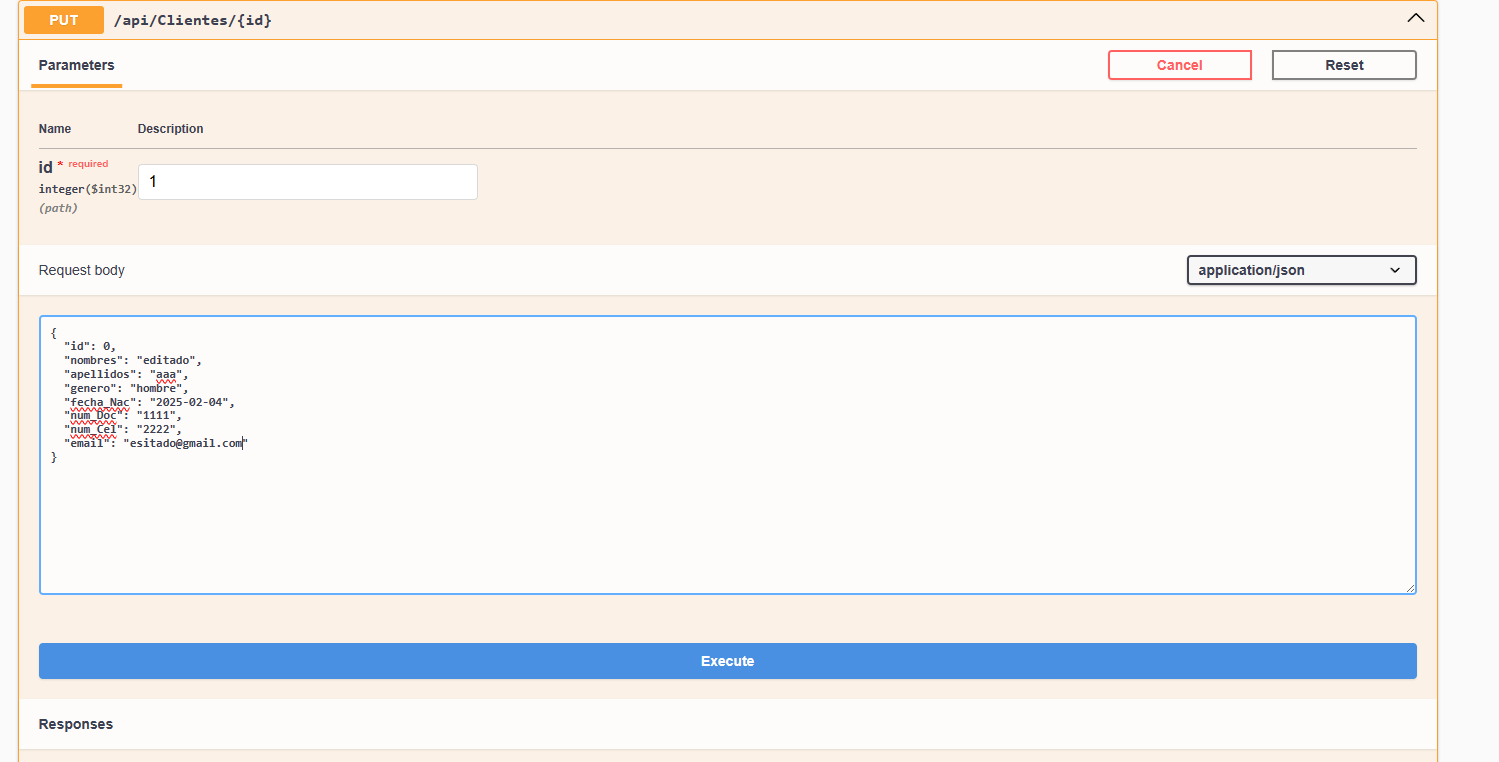 PUT /api/Clientes/{id}
Parameters
Cancel
Reset
Name Description
id * required
integer($int32)
(path)
1
Request body
application/json
{
  "id": 0,
  "nombres": "editado",
  "apellidos": "aaa",
  "genero": "hombre",
  "fecha_Nac": "2025-02-04",
  "num_Doc": "1111",
  "num_Cel": "2222",
  "email": "esitado@gmail.com"
}
Execute
Responses